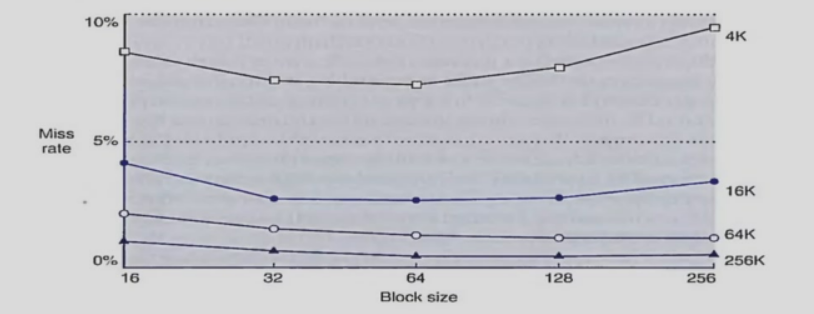 10%
4K
Miss
rate
5%
16K
64K
256K
0%
16 32 64 128 256
Block size